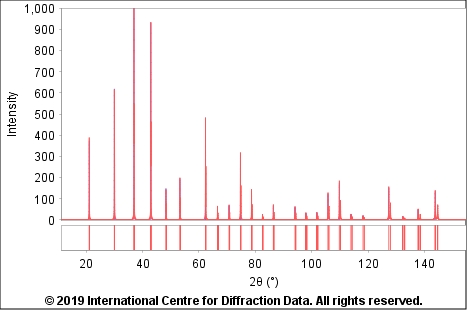 1,000
900
800
700
600
500
400
300
200
100
0
Intensity
20 40 60 80 100 120 140
2θ (°)
© 2019 International Centre for Diffraction Data. All rights reserved.